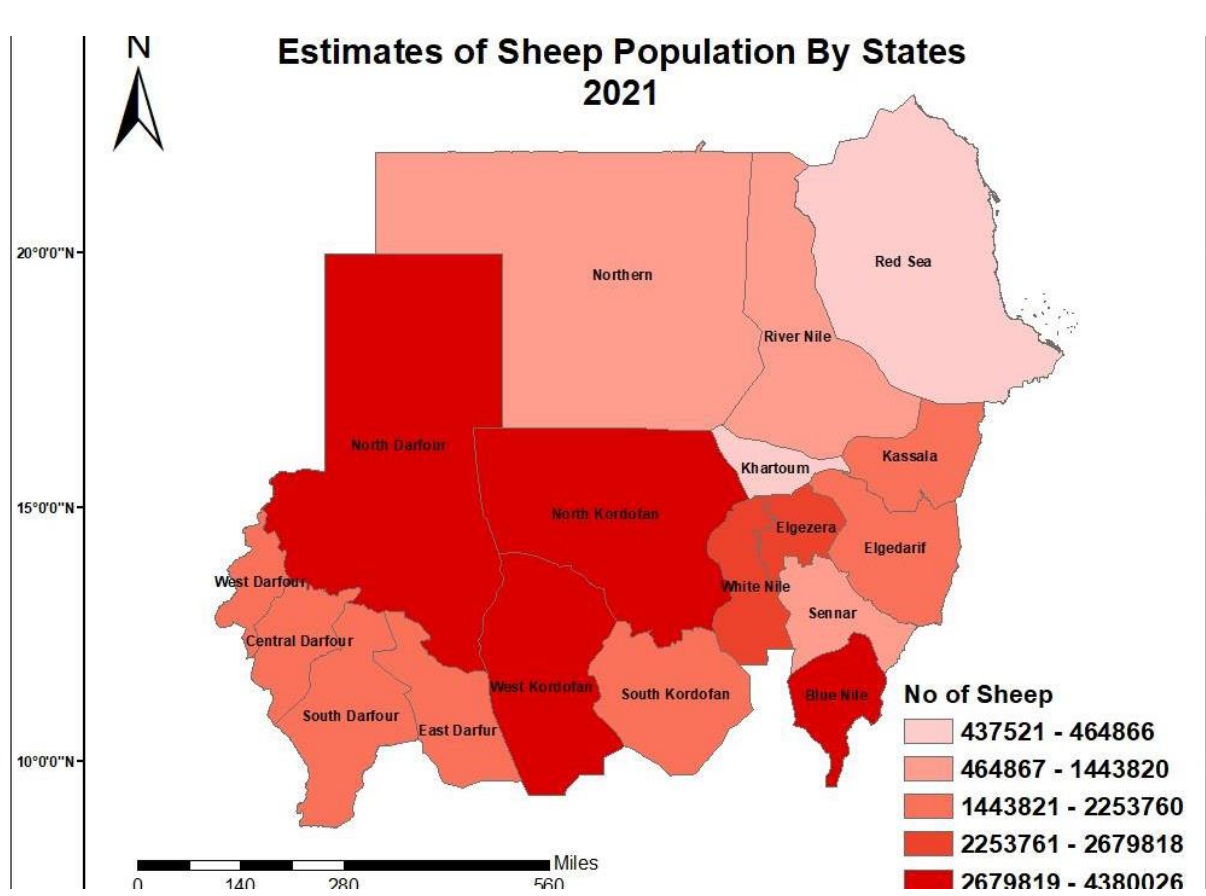 N
Estimates of Sheep Population By States
2021
20°0'0"N
Northern
Red Sea
River Nile
North Darfour
Kassala
Khartoum
15°0'0"N
North Kordofan
Elgezera
Elgedarif
West Darfour
White Nile
Sennar
Central Darfour
West Kordofan
South Kordofan
Blue Nile
South Darfour
East Darfur
10°0'0"N
No of Sheep
437521 - 464866
464867 - 1443820
1443821 - 2253760
2253761 - 2679818
2679819 - 4380026
Miles
0 140 280 560